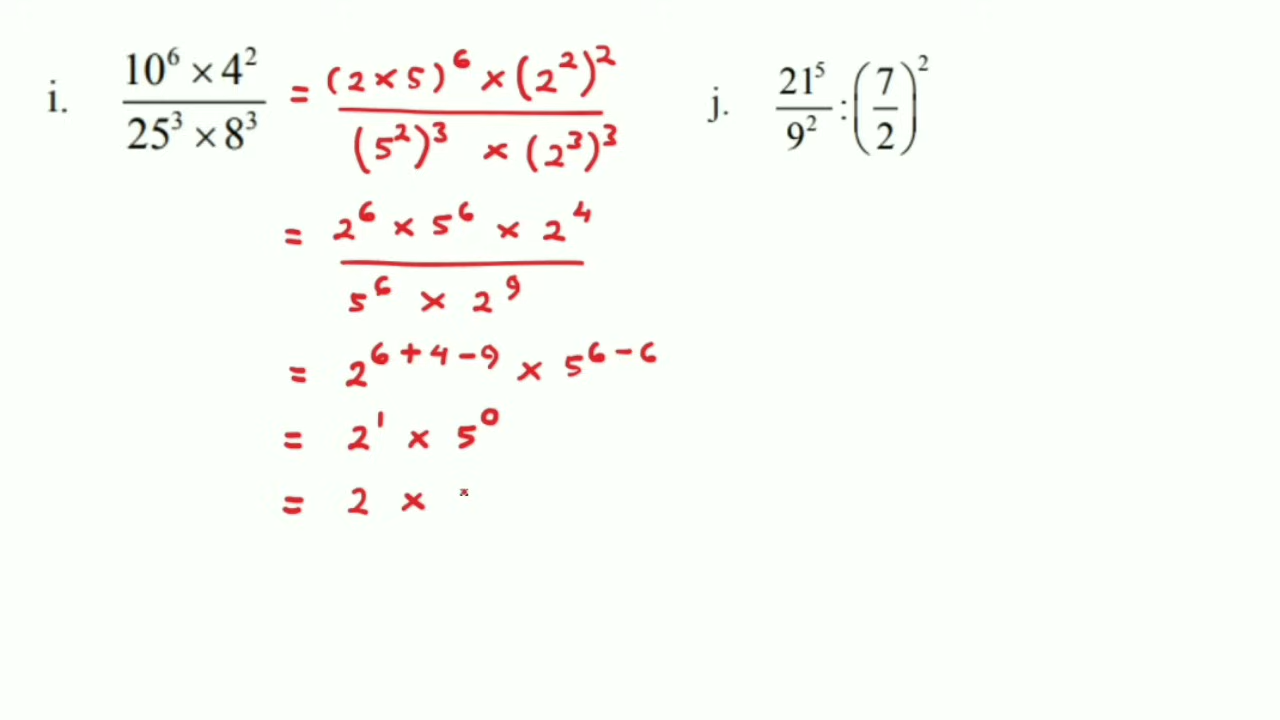 i. 10⁶ × 4² / 25³ × 8³ = (2 × 5)⁶ × (2²)² / (5²)³ × (2³)³
= 2⁶ × 5⁶ × 2⁴ / 5⁶ × 2⁹
= 2⁶⁺⁴⁻⁹ × 5⁶⁻⁶
= 2¹ × 5⁰
= 2 ×
j. 21⁵ / 9² : (7/2)²